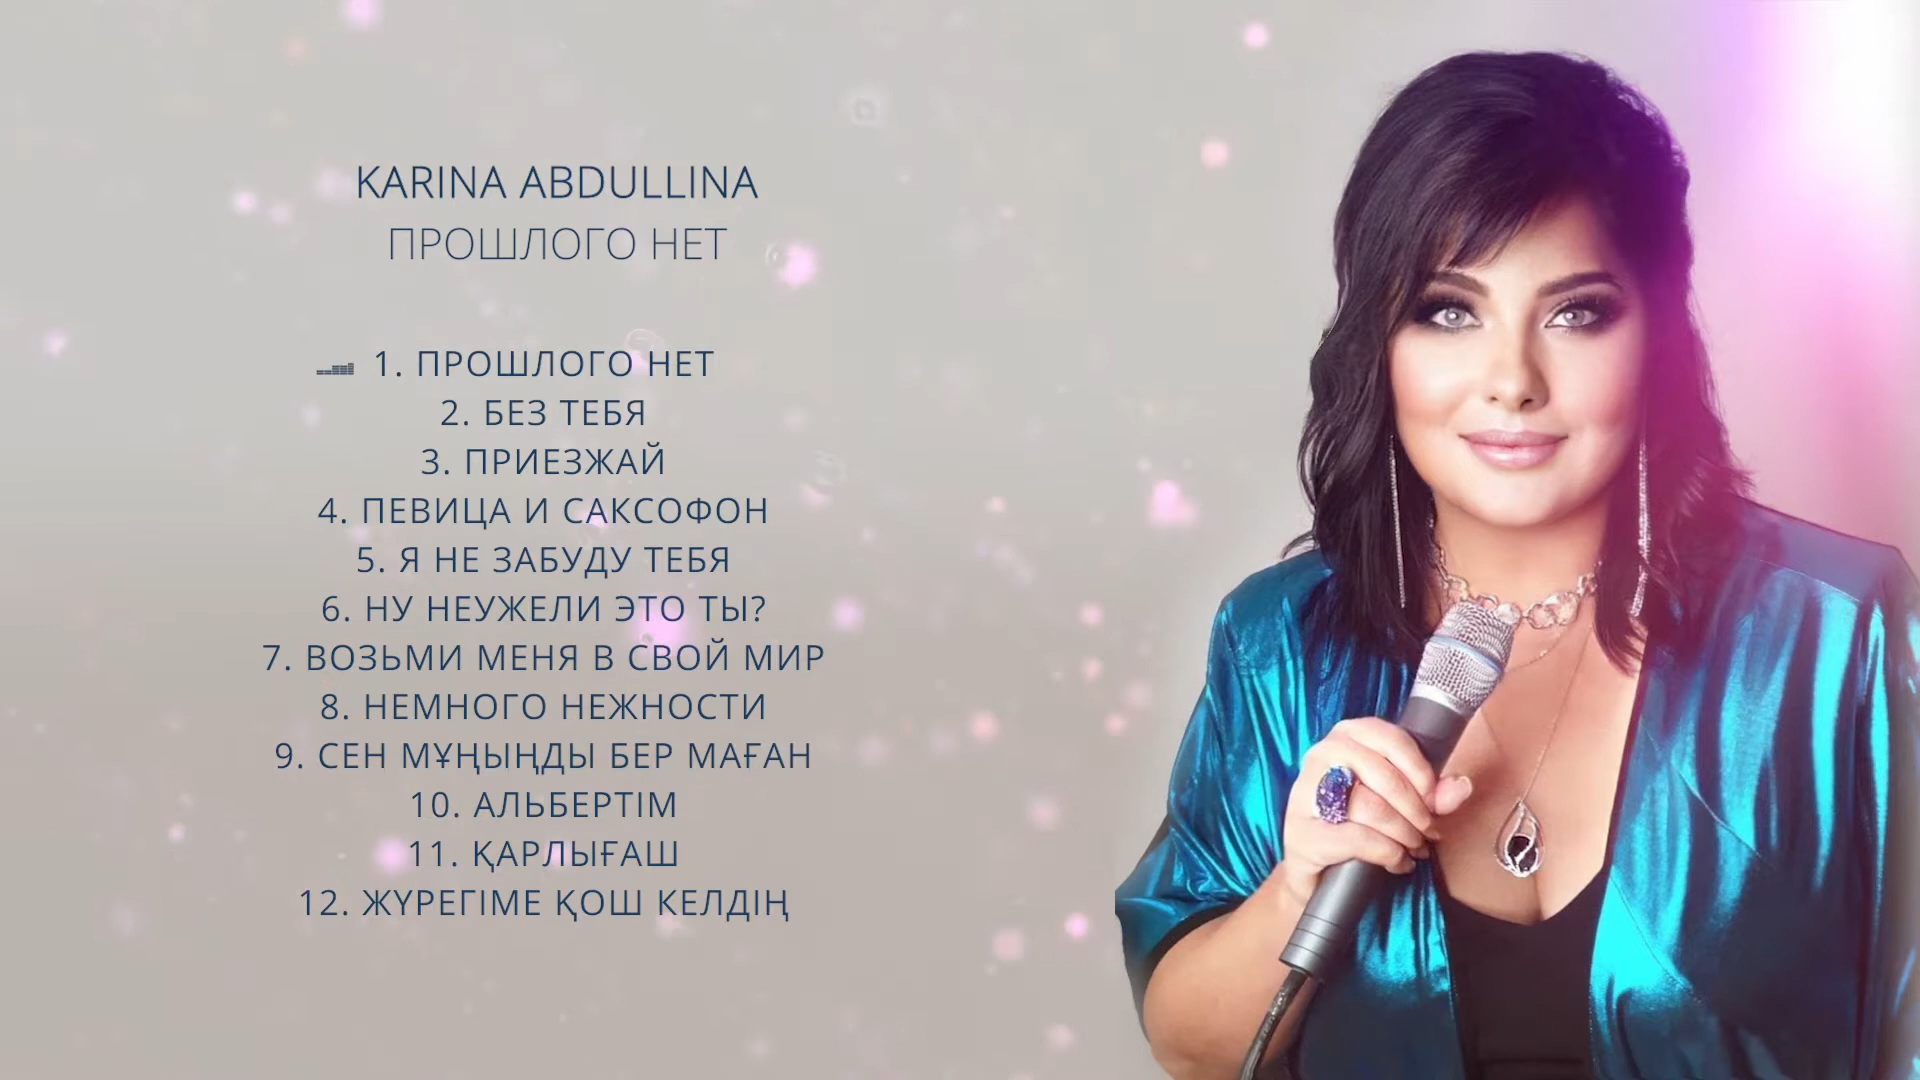 KARINA ABDULLINA
ПРОШЛОГО НЕТ
1. ПРОШЛОГО НЕТ
2. БЕЗ ТЕБЯ
3. ПРИЕЗЖАЙ
4. ПЕВИЦА И САКСОФОН
5. Я НЕ ЗАБУДУ ТЕБЯ
6. НУ НЕУЖЕЛИ ЭТО ТЫ?
7. ВОЗЬМИ МЕНЯ В СВОЙ МИР
8. НЕМНОГО НЕЖНОСТИ
9. СЕН МҰҢЫҢДЫ БЕР МАҒАН
10. АЛЬБЕРТІМ
11. ҚАРЛЫҒАШ
12. ЖҮРЕГІМЕ ҚОШ КЕЛДІҢ